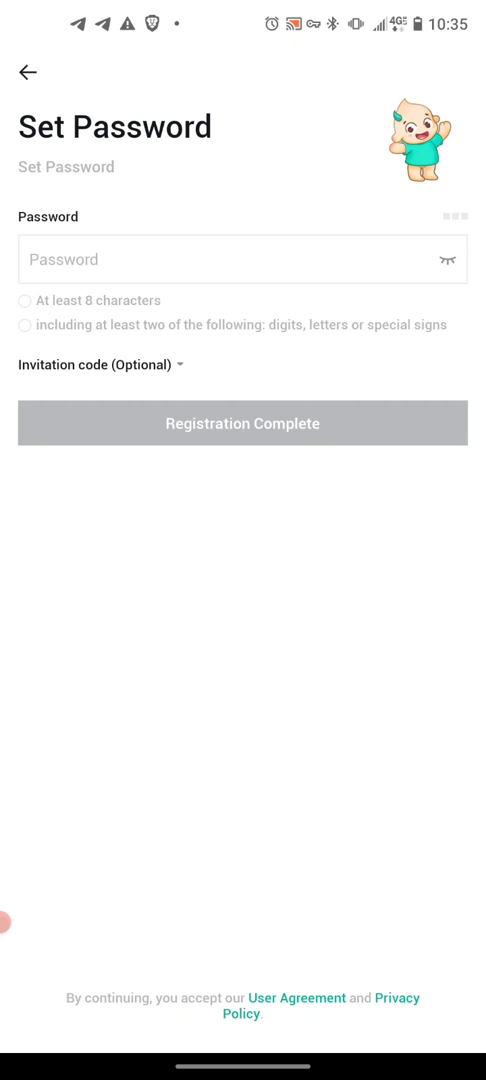 4G 10:35
Set Password
Set Password
Password
Password
At least 8 characters
including at least two of the following: digits, letters or special signs
Invitation code (Optional)
Registration Complete
By continuing, you accept our User Agreement and Privacy
Policy.